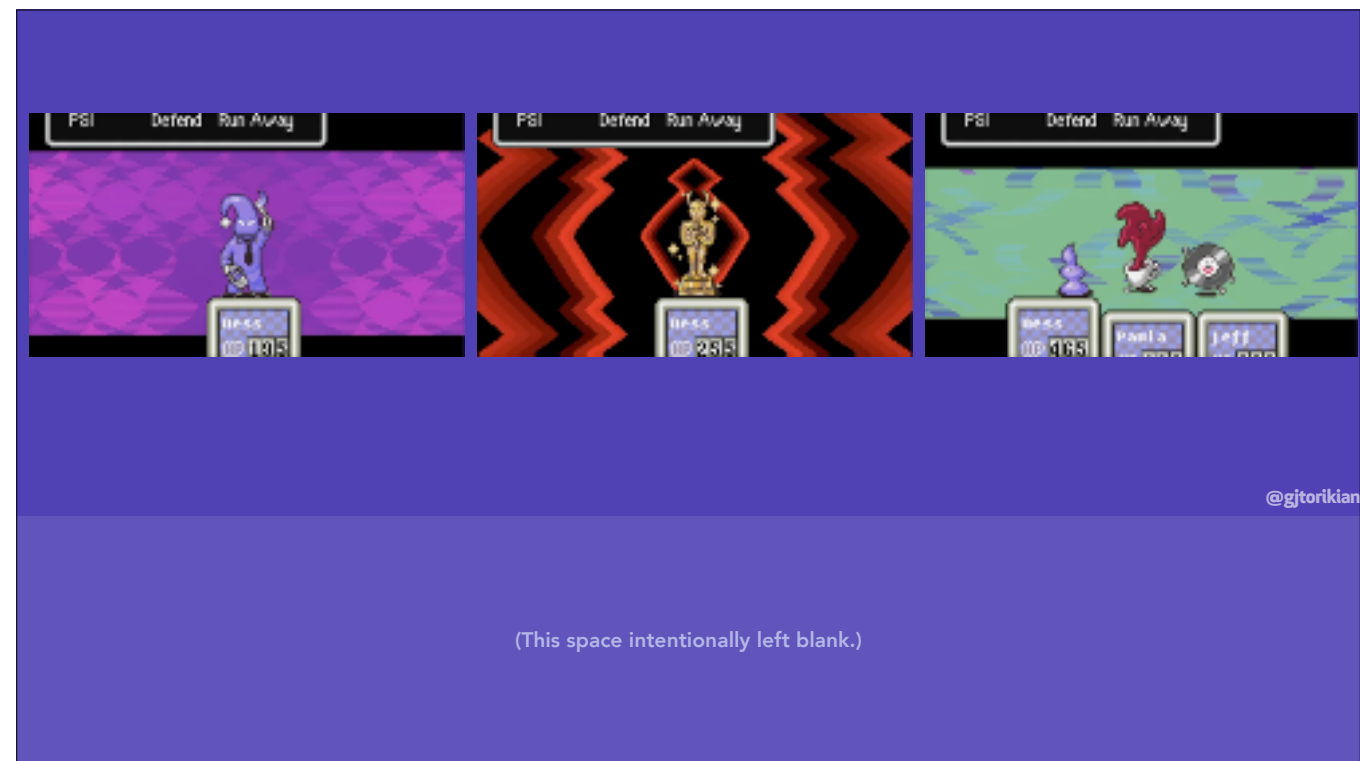 PSI Defend Run Away
PSI Defend Run Away
PSI Defend Run Away
Ness
Ness
Ness Paula Jeff
@gjtorikian
(This space intentionally left blank.)